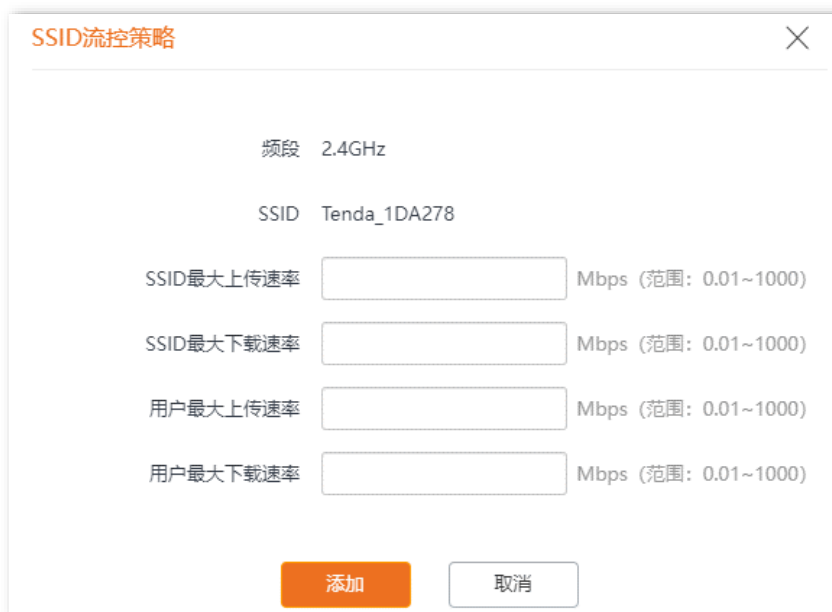 SSID流控策略
频段 2.4GHz
SSID Tenda_1DA278
SSID最大上传速率 Mbps (范围：0.01~1000)
SSID最大下载速率 Mbps (范围：0.01~1000)
用户最大上传速率 Mbps (范围：0.01~1000)
用户最大下载速率 Mbps (范围：0.01~1000)
添加 取消